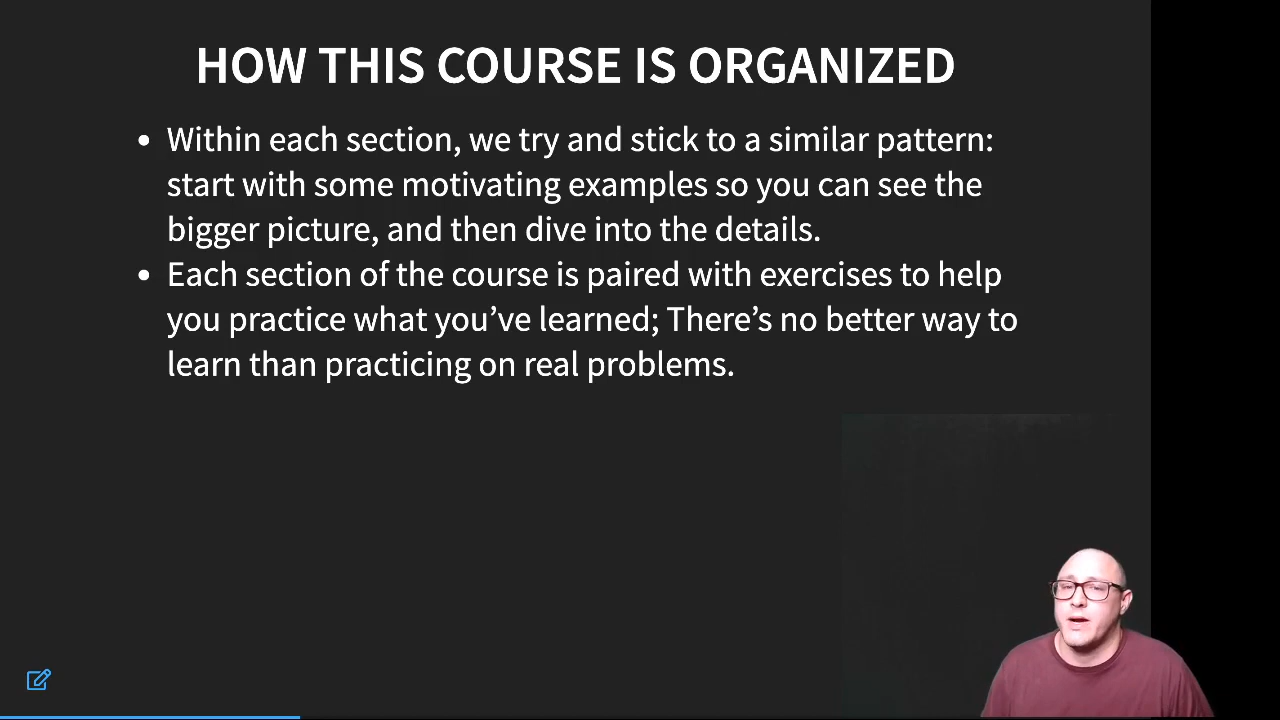 HOW THIS COURSE IS ORGANIZED
• Within each section, we try and stick to a similar pattern:
start with some motivating examples so you can see the
bigger picture, and then dive into the details.
• Each section of the course is paired with exercises to help
you practice what you’ve learned; There’s no better way to
learn than practicing on real problems.